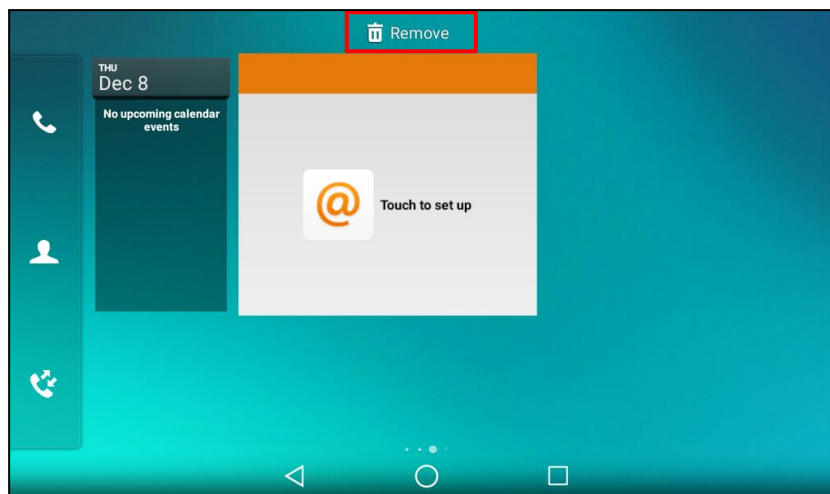 Remove
THU
Dec 8
No upcoming calendar
events
@
Touch to set up